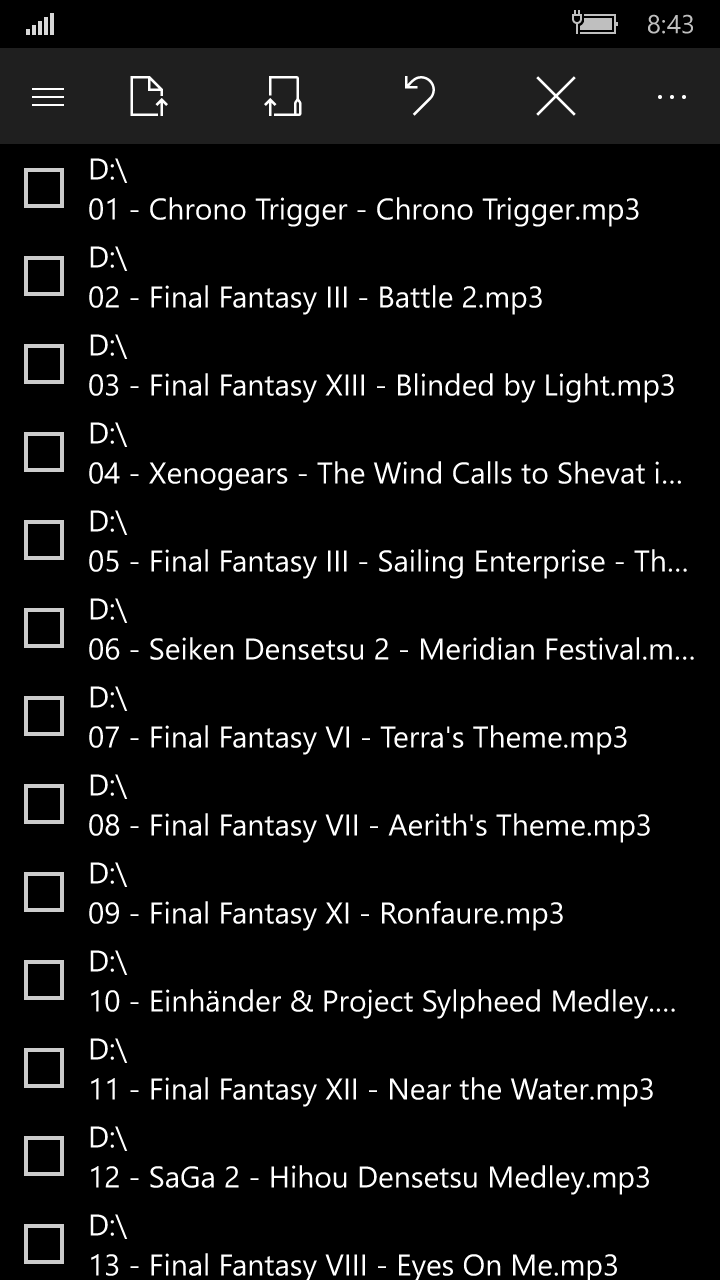 8:43
D:\
01 - Chrono Trigger - Chrono Trigger.mp3
D:\
02 - Final Fantasy III - Battle 2.mp3
D:\
03 - Final Fantasy XIII - Blinded by Light.mp3
D:\
04 - Xenogears - The Wind Calls to Shevat i...
D:\
05 - Final Fantasy III - Sailing Enterprise - Th...
D:\
06 - Seiken Densetsu 2 - Meridian Festival.m...
D:\
07 - Final Fantasy VI - Terra's Theme.mp3
D:\
08 - Final Fantasy VII - Aerith's Theme.mp3
D:\
09 - Final Fantasy XI - Ronfaure.mp3
D:\
10 - Einhänder & Project Sylpheed Medley....
D:\
11 - Final Fantasy XII - Near the Water.mp3
D:\
12 - SaGa 2 - Hihou Densetsu Medley.mp3
D:\
13 - Final Fantasy VIII - Eyes On Me.mp3